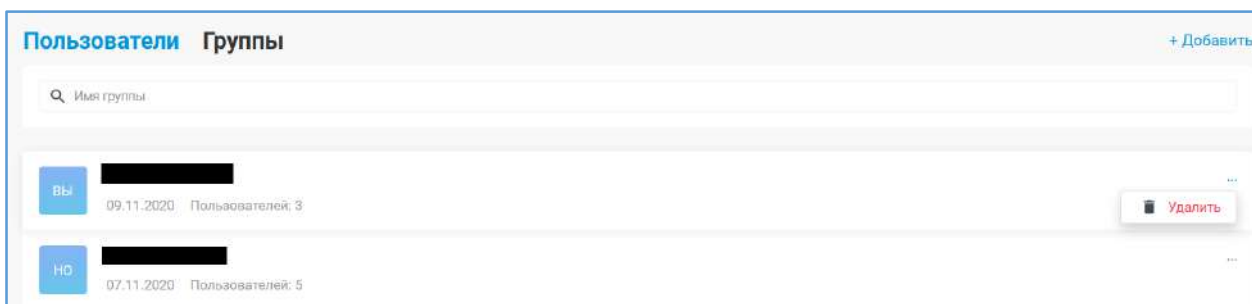 Пользователи Группы + Добавить
Имя группы
ВЫ
...
09.11.2020 Пользователей: 3
Удалить
НО
...
07.11.2020 Пользователей: 5